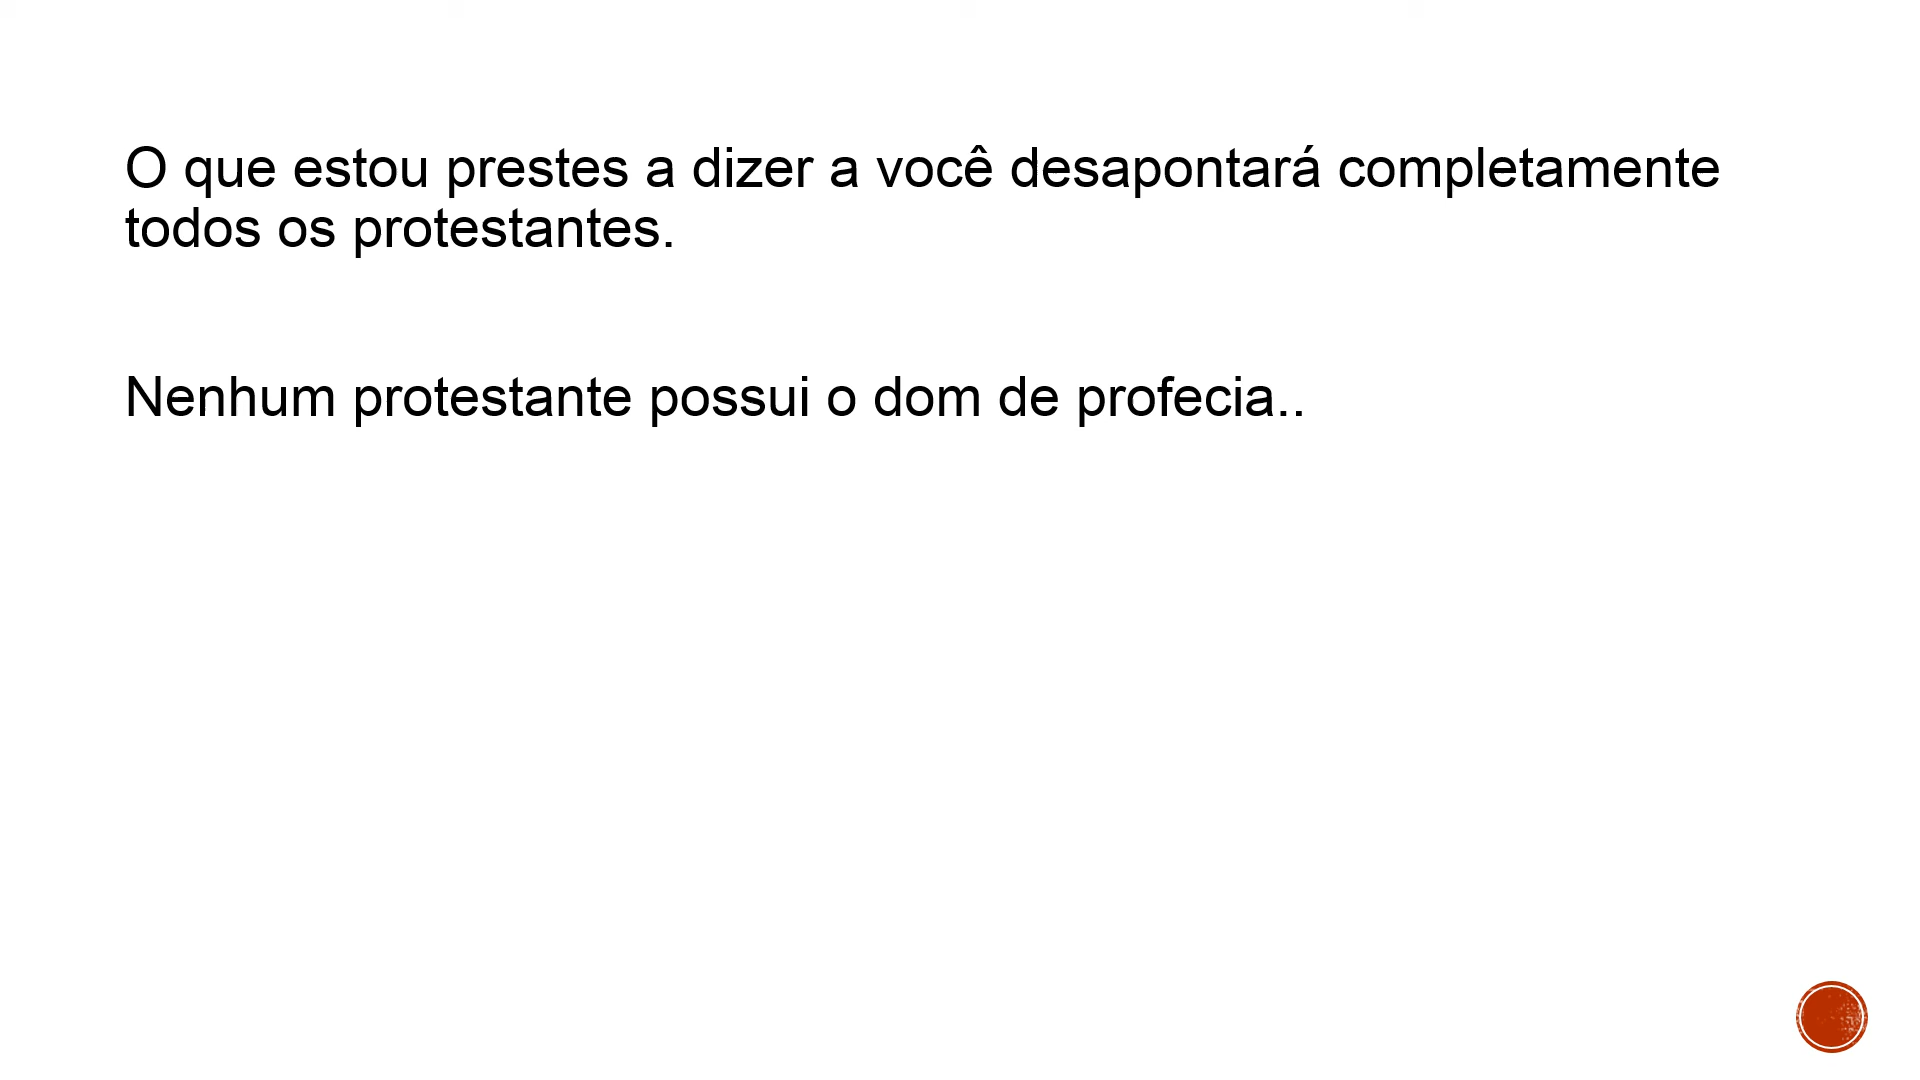 O que estou prestes a dizer a você desapontará completamente
todos os protestantes.
Nenhum protestante possui o dom de profecia..